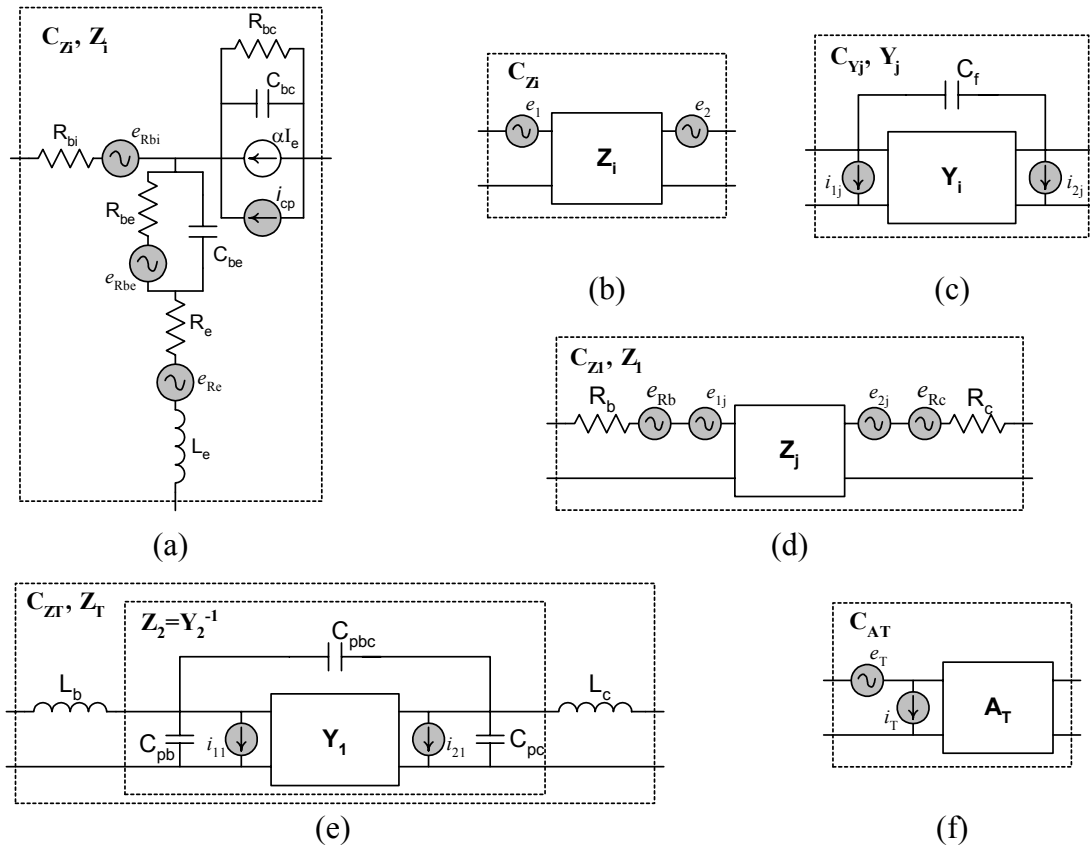 C_Zi, Z_i
R_bc
C_bc
αI_e
i_cp
R_bi
e_Rbi
R_be
C_be
e_Rbe
R_e
e_Re
L_e
(a)
C_Zi
e_1
e_2
Z_i
(b)
C_Yj, Y_j
C_f
i_1j
Y_i
i_2j
(c)
C_Z1, Z_1
R_b
e_Rb
e_1j
e_2j
e_Rc
R_c
Z_j
(d)
C_ZT, Z_T
Z_2=Y_2^-1
C_pbc
L_b
L_c
C_pb
i_11
Y_1
i_21
C_pc
(e)
C_AT
e_T
i_T
A_T
(f)